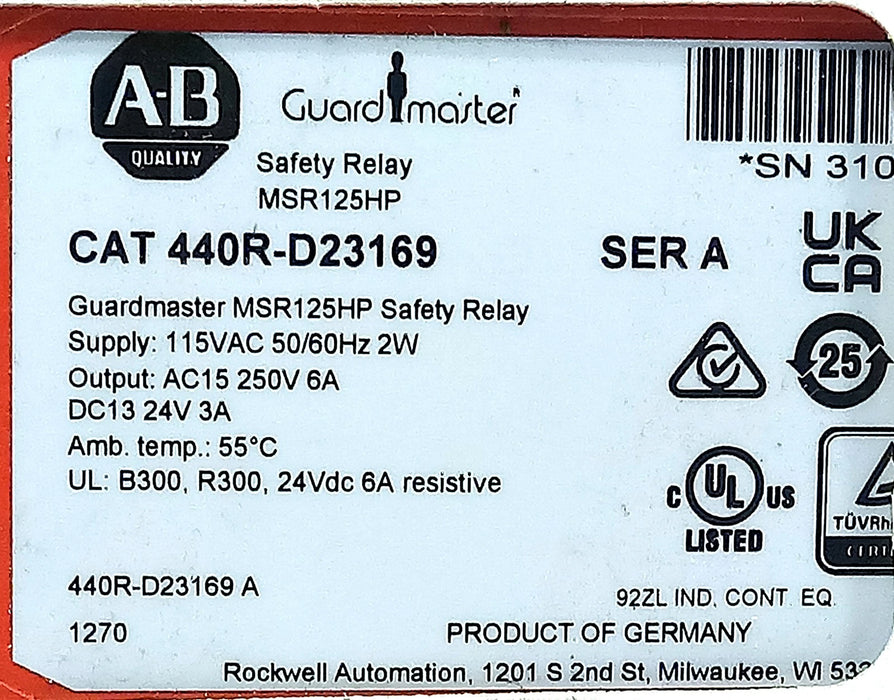 A-B
QUALITY
Guardmaster
Safety Relay
MSR125HP
*SN 310
CAT 440R-D23169
SER A
UK
CA
Guardmaster MSR125HP Safety Relay
Supply: 115VAC 50/60Hz 2W
Output: AC15 250V 6A
DC13 24V 3A
Amb. temp.: 55°C
UL: B300, R300, 24Vdc 6A resistive
25
C UL US
LISTED
TÜVRh
CERTI
440R-D23169 A
92ZL IND. CONT. EQ.
1270
PRODUCT OF GERMANY
Rockwell Automation, 1201 S 2nd St, Milwaukee, WI